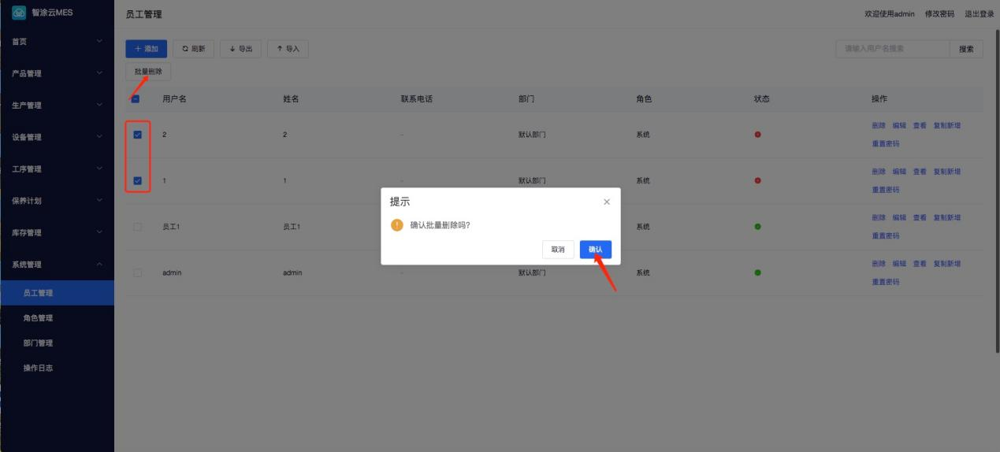 智涂云MES
员工管理
欢迎使用admin 修改密码 退出登录
首页
产品管理
生产管理
设备管理
工序管理
保养计划
库存管理
系统管理
员工管理
角色管理
部门管理
操作日志
添加 刷新 导出 导入
请输入用户名搜索 搜索
批量删除
用户名 姓名 联系电话 部门 角色 状态 操作
2 2 - 默认部门 系统 删除 编辑 查看 复制新增
重置密码
1 1 - 默认部门 系统 删除 编辑 查看 复制新增
重置密码
员工1 员工1 系统 删除 编辑 查看 复制新增
重置密码
admin admin - 默认部门 系统 删除 编辑 查看 复制新增
重置密码
提示
确认批量删除吗?
取消 确认